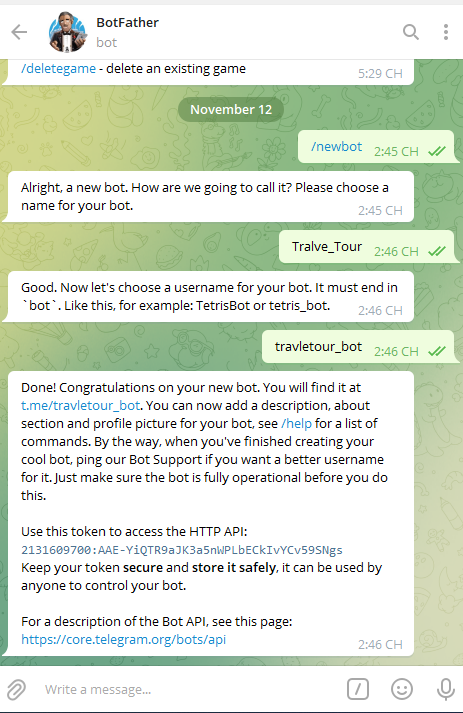 BotFather
bot
/deletegame - delete an existing game
5:29 CH
November 12
/newbot 2:45 CH
Alright, a new bot. How are we going to call it? Please choose a
name for your bot.
2:45 CH
Tralve_Tour 2:46 CH
Good. Now let's choose a username for your bot. It must end in
`bot`. Like this, for example: TetrisBot or tetris_bot.
2:46 CH
travletour_bot 2:46 CH
Done! Congratulations on your new bot. You will find it at
t.me/travletour_bot. You can now add a description, about
section and profile picture for your bot, see /help for a list of
commands. By the way, when you've finished creating your
cool bot, ping our Bot Support if you want a better username
for it. Just make sure the bot is fully operational before you do
this.
Use this token to access the HTTP API:
2131609700:AAE-YiQTR9aJK3a5nWPLbECkIvYCv59SNgs
Keep your token secure and store it safely, it can be used by
anyone to control your bot.
For a description of the Bot API, see this page:
https://core.telegram.org/bots/api
2:46 CH
Write a message...